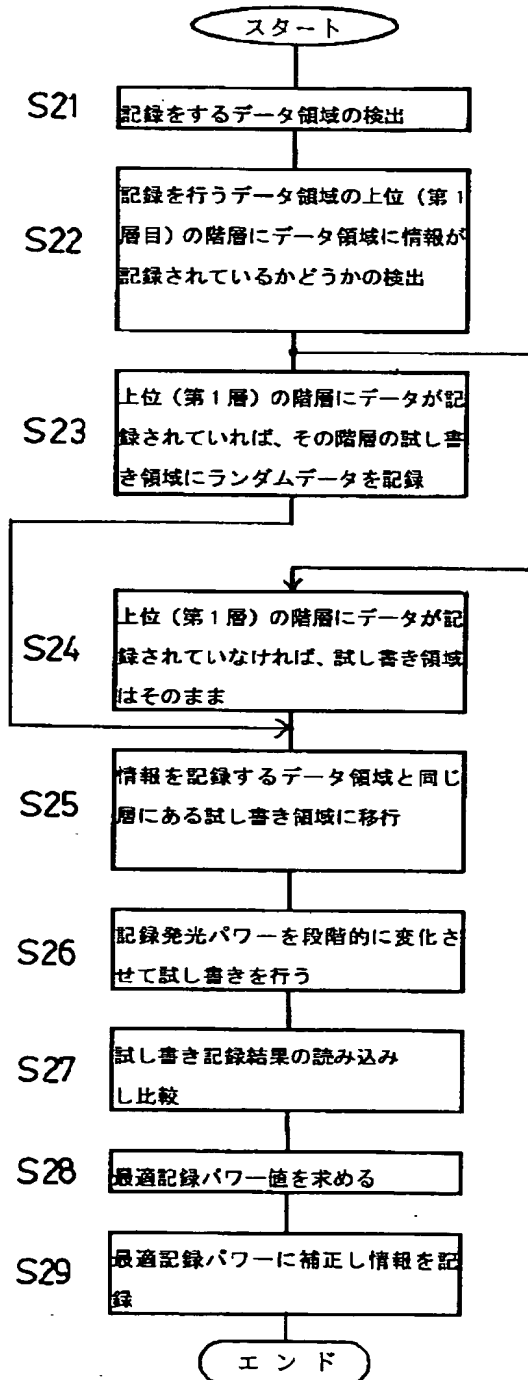 スタート
S21
記録をするデータ領域の検出
S22
記録を行うデータ領域の上位（第1
層目）の階層にデータ領域に情報が
記録されているかどうかの検出
S23
上位（第1層）の階層にデータが記
録されていれば、その階層の試し書
き領域にランダムデータを記録
S24
上位（第1層）の階層にデータが記
録されていなければ、試し書き領域
はそのまま
S25
情報を記録するデータ領域と同じ
層にある試し書き領域に移行
S26
記録発光パワーを段階的に変化さ
せて試し書きを行う
S27
試し書き記録結果の読み込み
し比較
S28
最適記録パワー値を求める
S29
最適記録パワーに補正し情報を記
録
エンド